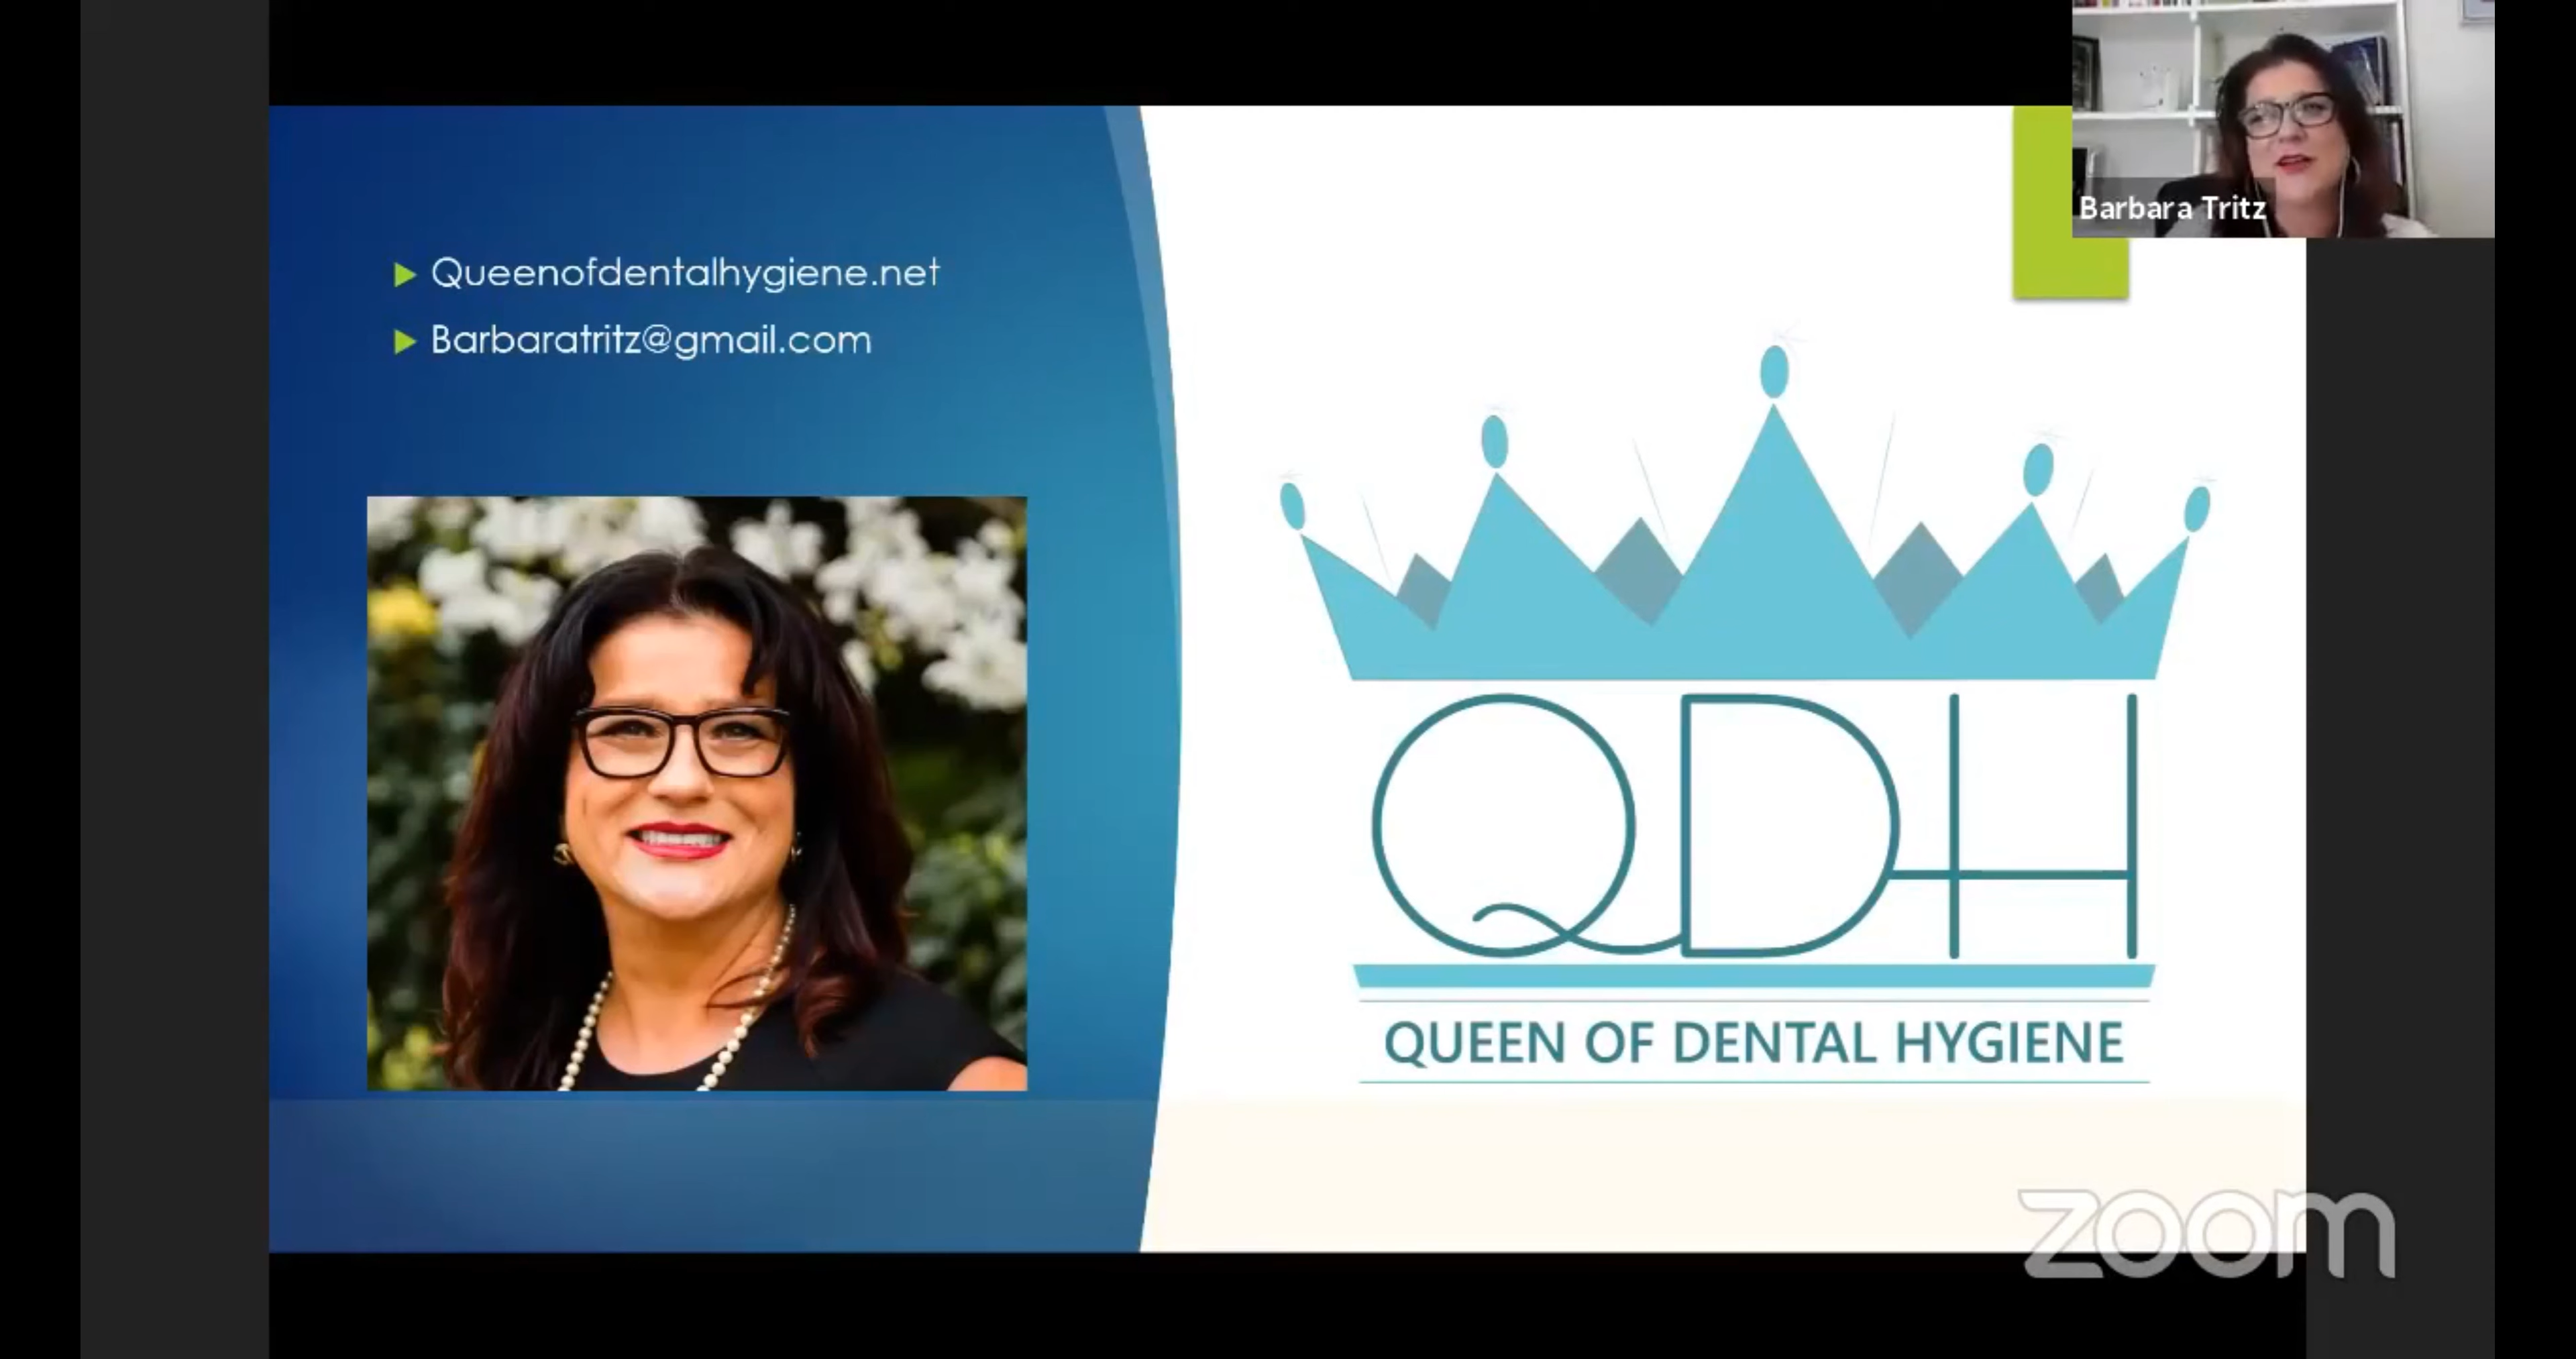 Queenofdentalhygiene.net
Barbaratritz@gmail.com
Barbara Tritz
QDH
QUEEN OF DENTAL HYGIENE
zoom